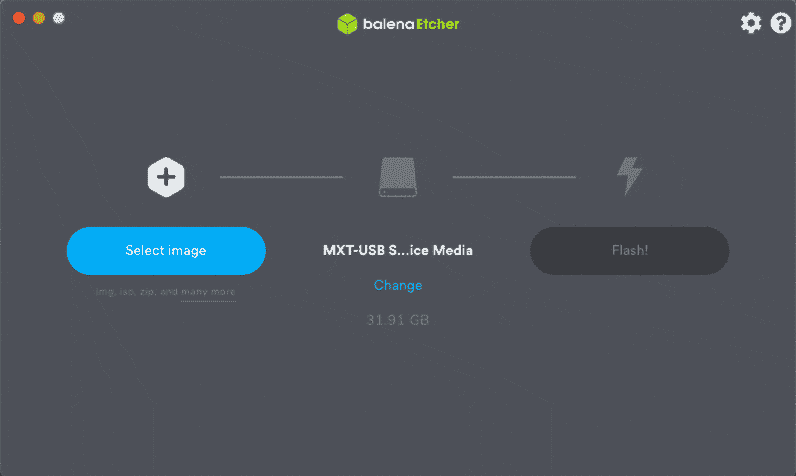 balenaEtcher
Select image
MXT-USB S...ice Media
Flash!
Change
img, iso, zip, and many more
31.91 GB